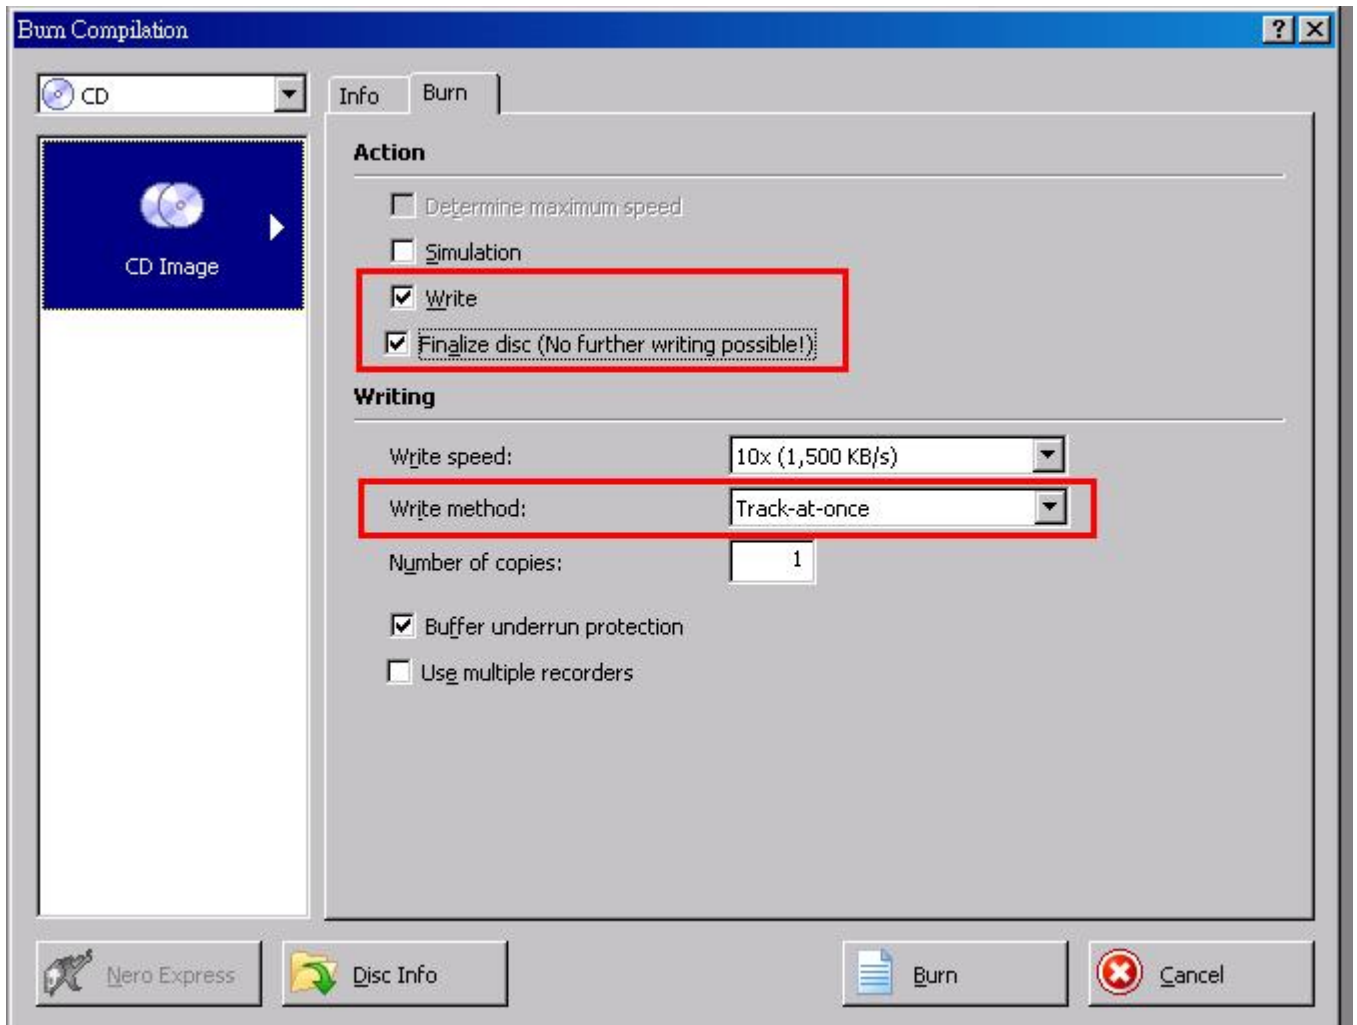 Burn Compilation
CD
Info
Burn
CD Image
Action
Determine maximum speed
Simulation
Write
Finalize disc (No further writing possible!)
Writing
Write speed:
10x (1,500 KB/s)
Write method:
Track-at-once
Number of copies:
1
Buffer underrun protection
Use multiple recorders
Nero Express
Disc Info
Burn
Cancel